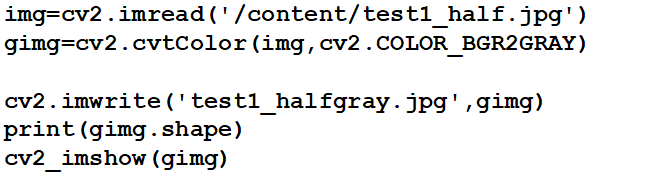 img=cv2.imread('/content/test1_half.jpg')
gimg=cv2.cvtColor(img,cv2.COLOR_BGR2GRAY)
cv2.imwrite('test1_halfgray.jpg',gimg)
print(gimg.shape)
cv2_imshow(gimg)